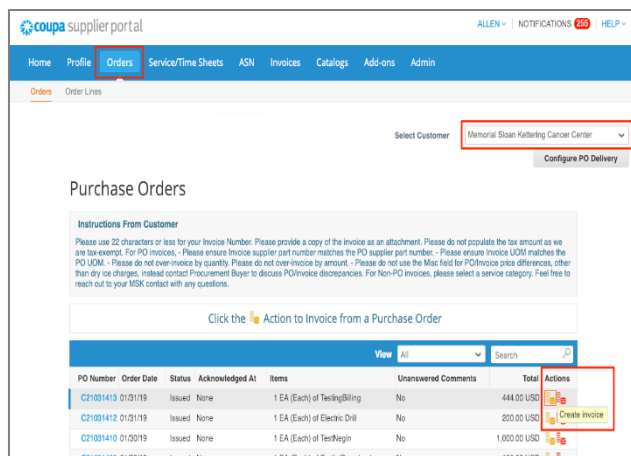 coupa supplier portal
ALLEN NOTIFICATIONS 255 HELP
Home Profile Orders Service/Time Sheets ASN Invoices Catalogs Add-ons Admin
Orders Order Lines
Select Customer Memorial Sloan Kettering Cancer Center
Configure PO Delivery
Purchase Orders
Instructions From Customer
Please use 22 characters or less for your Invoice Number. Please provide a copy of the invoice as an attachment. Please do not populate the tax amount as we
are tax-exempt. For PO invoices, - Please ensure Invoice supplier part number matches the PO supplier part number. - Please ensure Invoice UOM matches the
PO UOM. - Please do not over-invoice by quantity. Please do not over-invoice by amount. - Please do not use the Misc field for PO/Invoice price differences, other
than dry ice charges, instead contact Procurement Buyer to discuss PO/Invoice discrepancies. For Non-PO invoices, please select a service category. Feel free to
reach out to your MSK contact with any questions.
Click the Action to Invoice from a Purchase Order
View All Search
PO Number Order Date Status Acknowledged At Items Unanswered Comments Total Actions
C21031413 01/31/19 Issued None 1 EA (Each) of TestingBilling No 444.00 USD
Create invoice
C21031412 01/31/19 Issued None 1 EA (Each) of Electric Drill No 200.00 USD
C21031410 01/30/19 Issued None 1 EA (Each) of TestNegIn No 1,000.00 USD